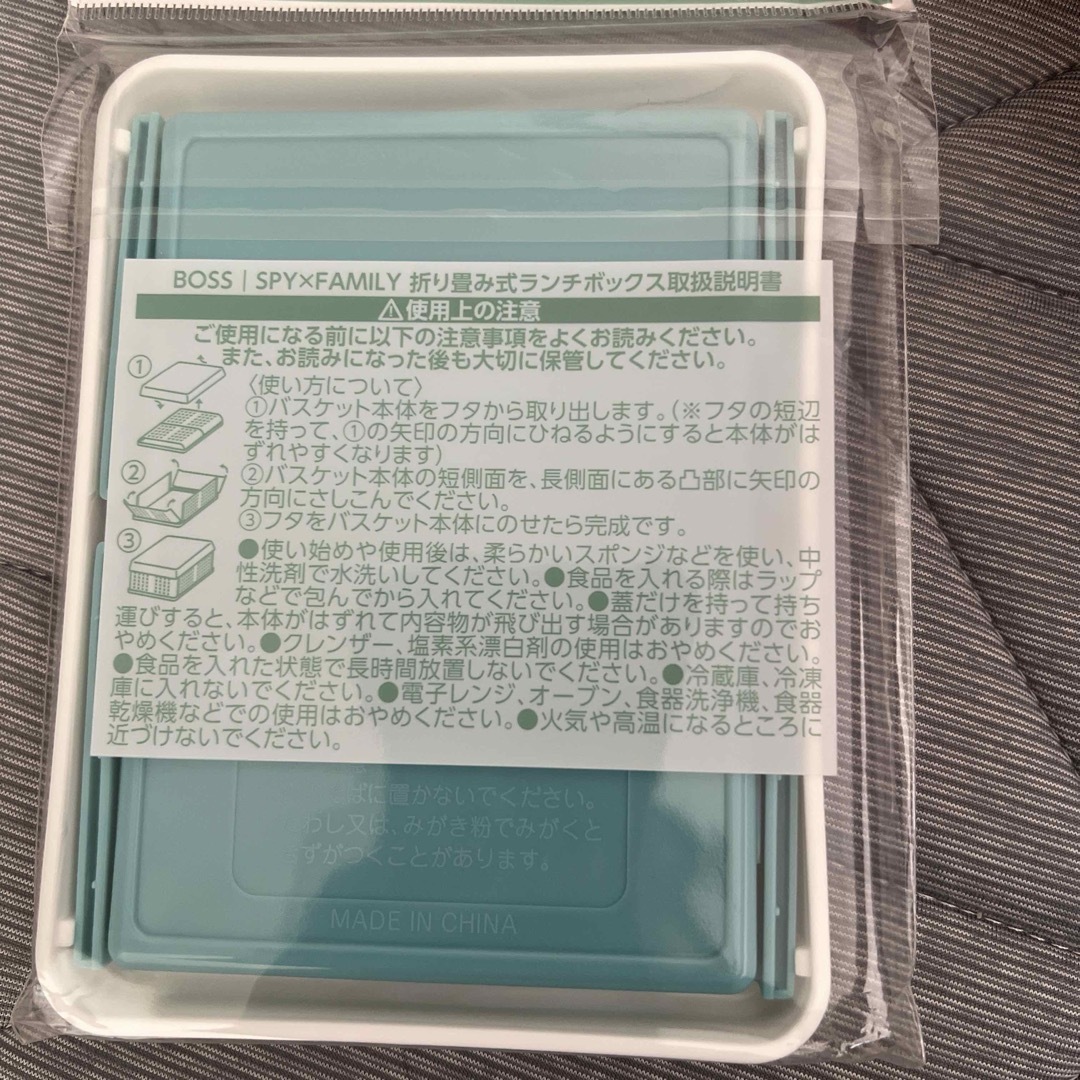 BOSS | SPY×FAMILY 折り畳み式ランチボックス取扱説明書
⚠使用上の注意
ご使用になる前に以下の注意事項をよくお読みください。
また、お読みになった後も大切に保管してください。
①
〈使い方について〉
①バスケット本体をフタから取り出します。(※フタの短辺
を持って、①の矢印の方向にひねるようにすると本体がは
ずれやすくなります)
②
②バスケット本体の短側面を、長側面にある凸部に矢印の
方向にさしこんでください。
③フタをバスケット本体にのせたら完成です。
③
●使い始めや使用後は、柔らかいスポンジなどを使い、中
性洗剤で水洗いしてください。●食品を入れる際はラップ
などで包んでから入れてください。●蓋だけを持って持ち
運びすると、本体がはずれて内容物が飛び出す場合がありますのでお
やめください。●クレンザー、塩素系漂白剤の使用はおやめください。
●食品を入れた状態で長時間放置しないでください。●冷蔵庫、冷凍
庫に入れないでください。●電子レンジ、オーブン、食器洗浄機、食器
乾燥機などでの使用はおやめください。●火気や高温になるところに
近づけないでください。
ばに置かないでください。
わし又は、みがき粉でみがくと
ずがつくことがあります。
MADE IN CHINA